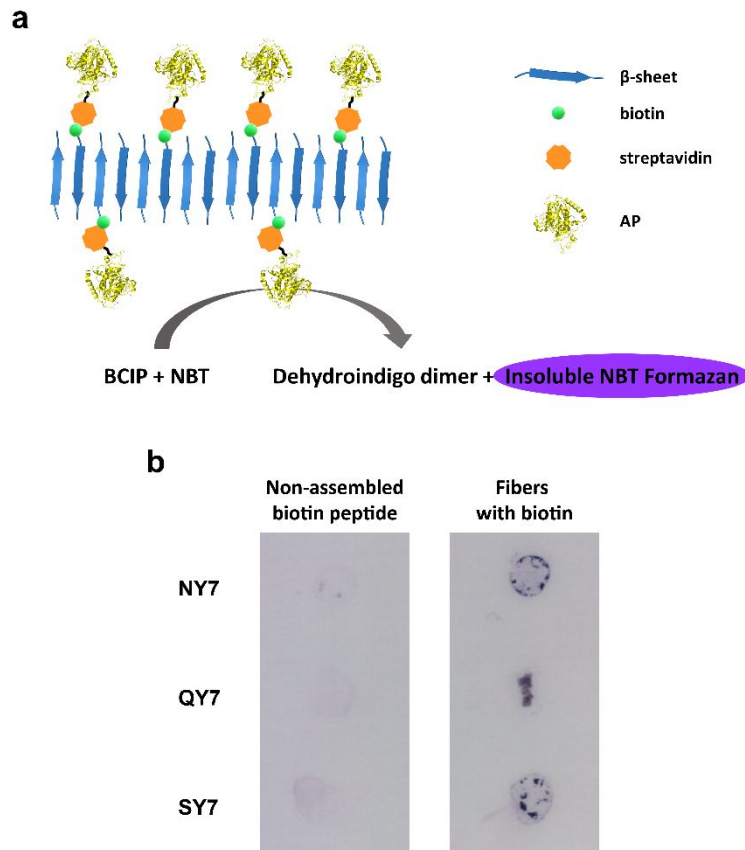 a
β-sheet
biotin
streptavidin
AP
BCIP + NBT
Dehydroindigo dimer + Insoluble NBT Formazan
b
Non-assembled
biotin peptide
Fibers
with biotin
NY7
QY7
SY7